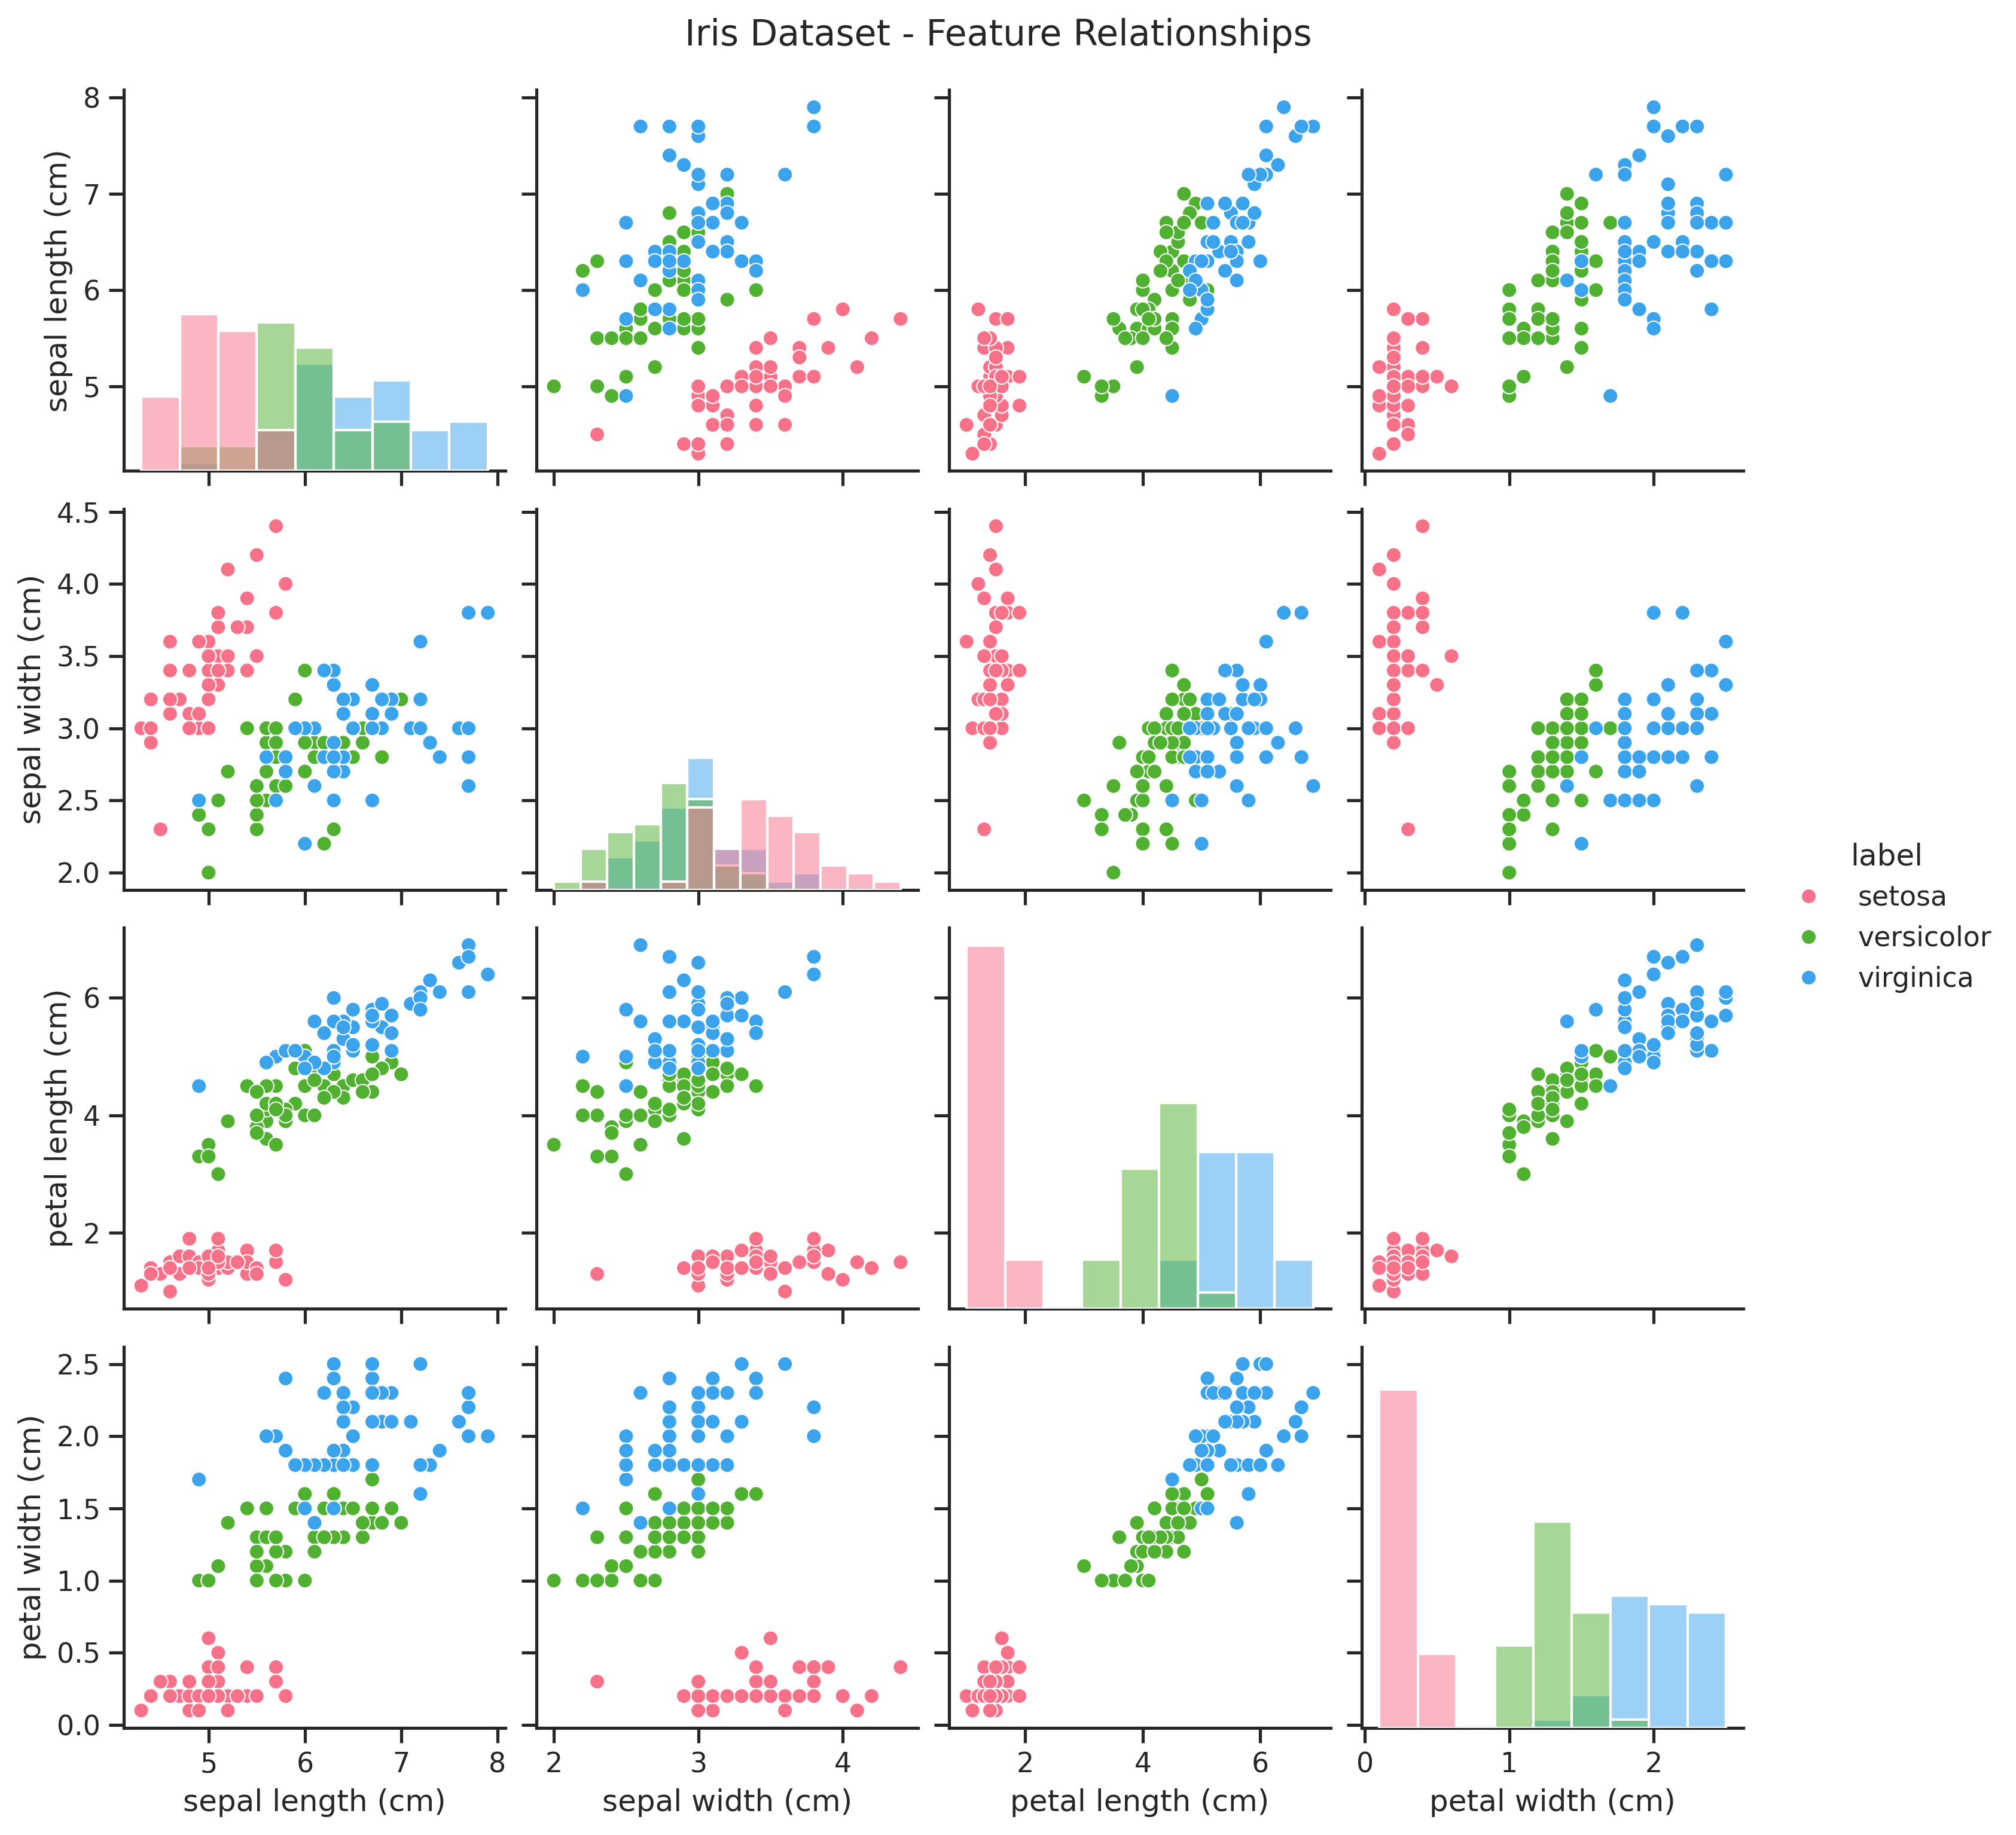 Iris Dataset - Feature Relationships
8
7
6
5
sepal length (cm)
4.5
4.0
3.5
3.0
2.5
2.0
sepal width (cm)
6
4
2
petal length (cm)
2.5
2.0
1.5
1.0
0.5
0.0
petal width (cm)
5 6 7 8
2 3 4
2 4 6
0 1 2
sepal length (cm)
sepal width (cm)
petal length (cm)
petal width (cm)
label
setosa
versicolor
virginica